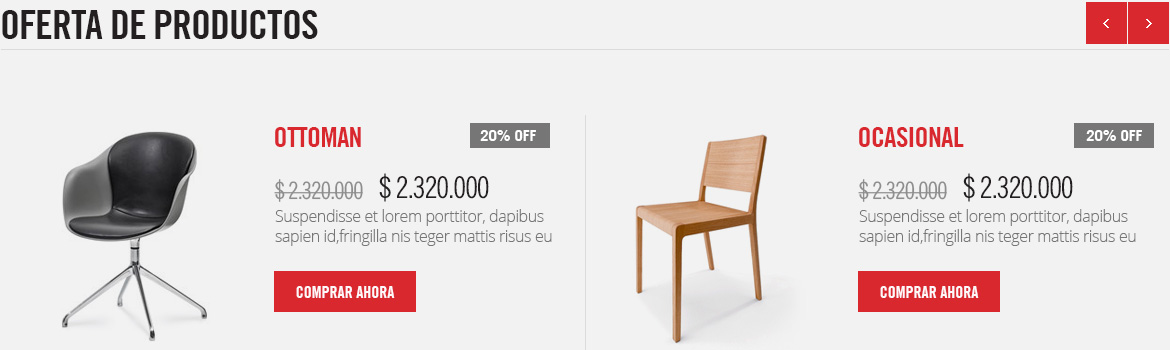 OFERTA DE PRODUCTOS
OTTOMAN
20% OFF
$ 2.320.000 $ 2.320.000
Suspendisse et lorem porttitor, dapibus
sapien id,fringilla nis teger mattis risus eu
COMPRAR AHORA
OCASIONAL
20% OFF
$ 2.320.000 $ 2.320.000
Suspendisse et lorem porttitor, dapibus
sapien id,fringilla nis teger mattis risus eu
COMPRAR AHORA